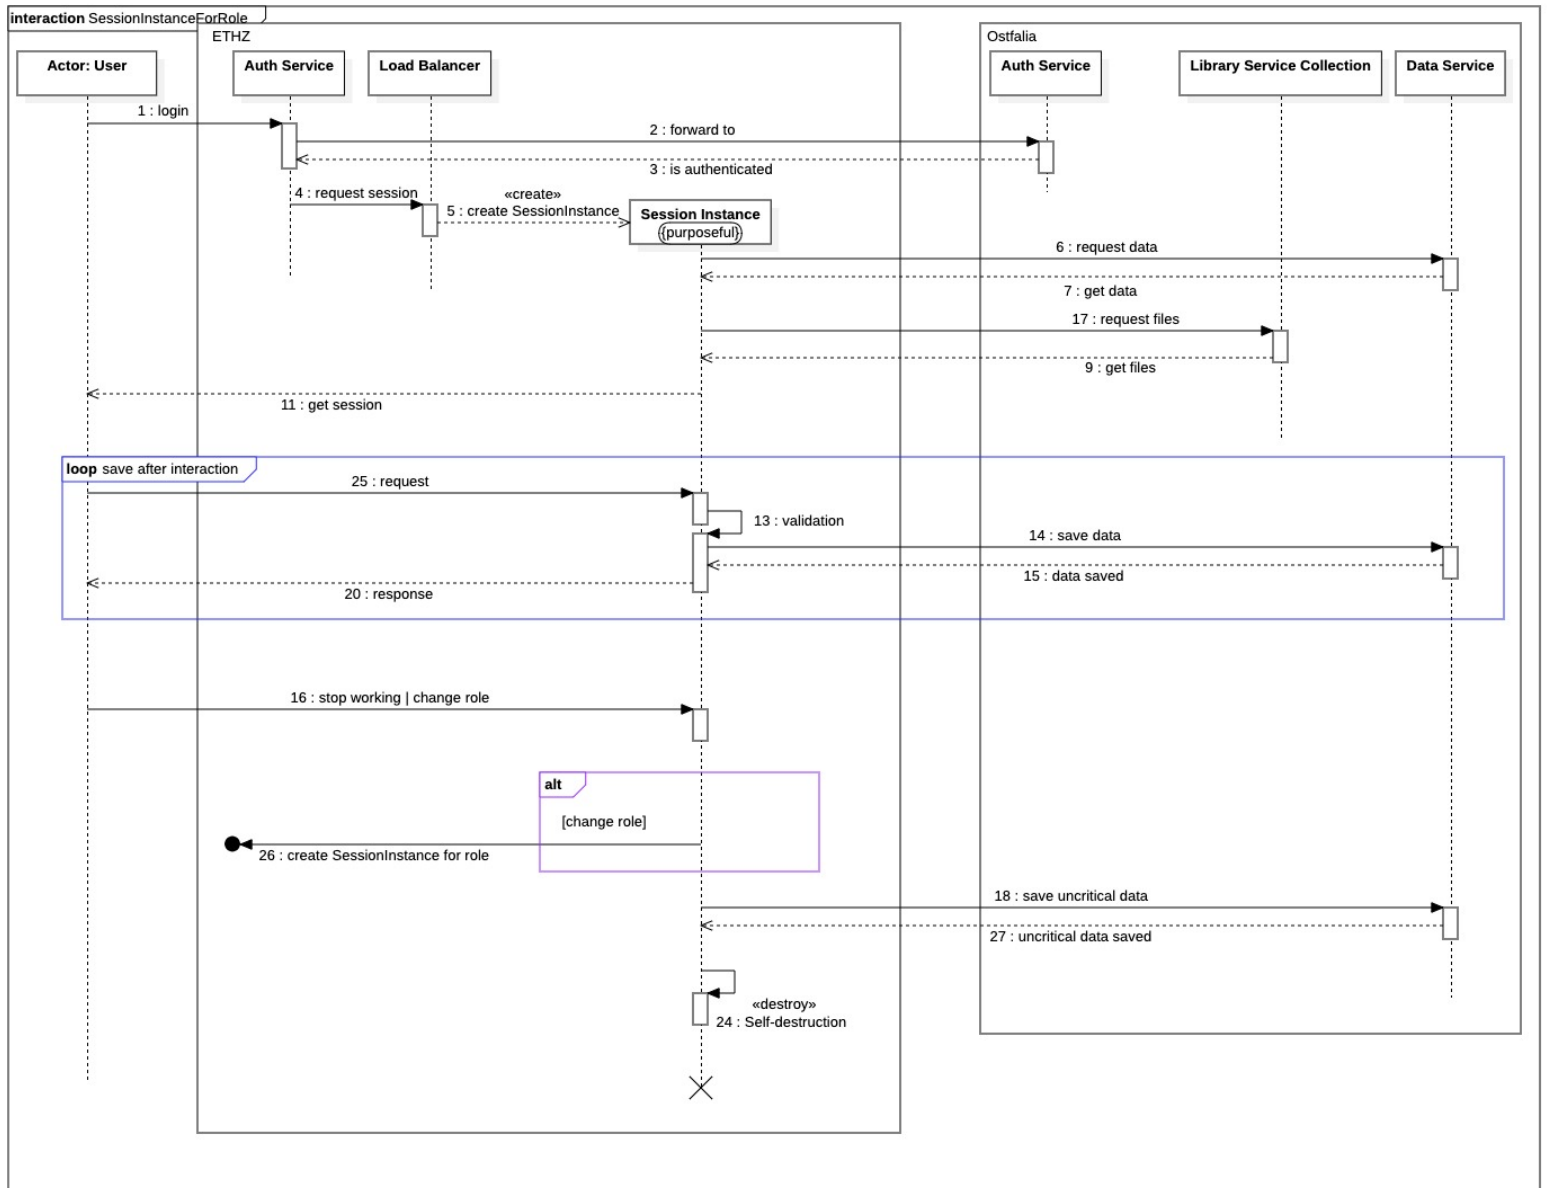 interaction SessionInstanceForRole
ETHZ
Ostfalia
Actor: User
Auth Service
Load Balancer
Auth Service
Library Service Collection
Data Service
1 : login
2 : forward to
3 : is authenticated
4 : request session
«create»
5 : create SessionInstance
Session Instance
{purposeful}
6 : request data
7 : get data
17 : request files
9 : get files
11 : get session
loop save after interaction
25 : request
13 : validation
14 : save data
15 : data saved
20 : response
16 : stop working | change role
alt
[change role]
26 : create SessionInstance for role
18 : save uncritical data
27 : uncritical data saved
«destroy»
24 : Self-destruction